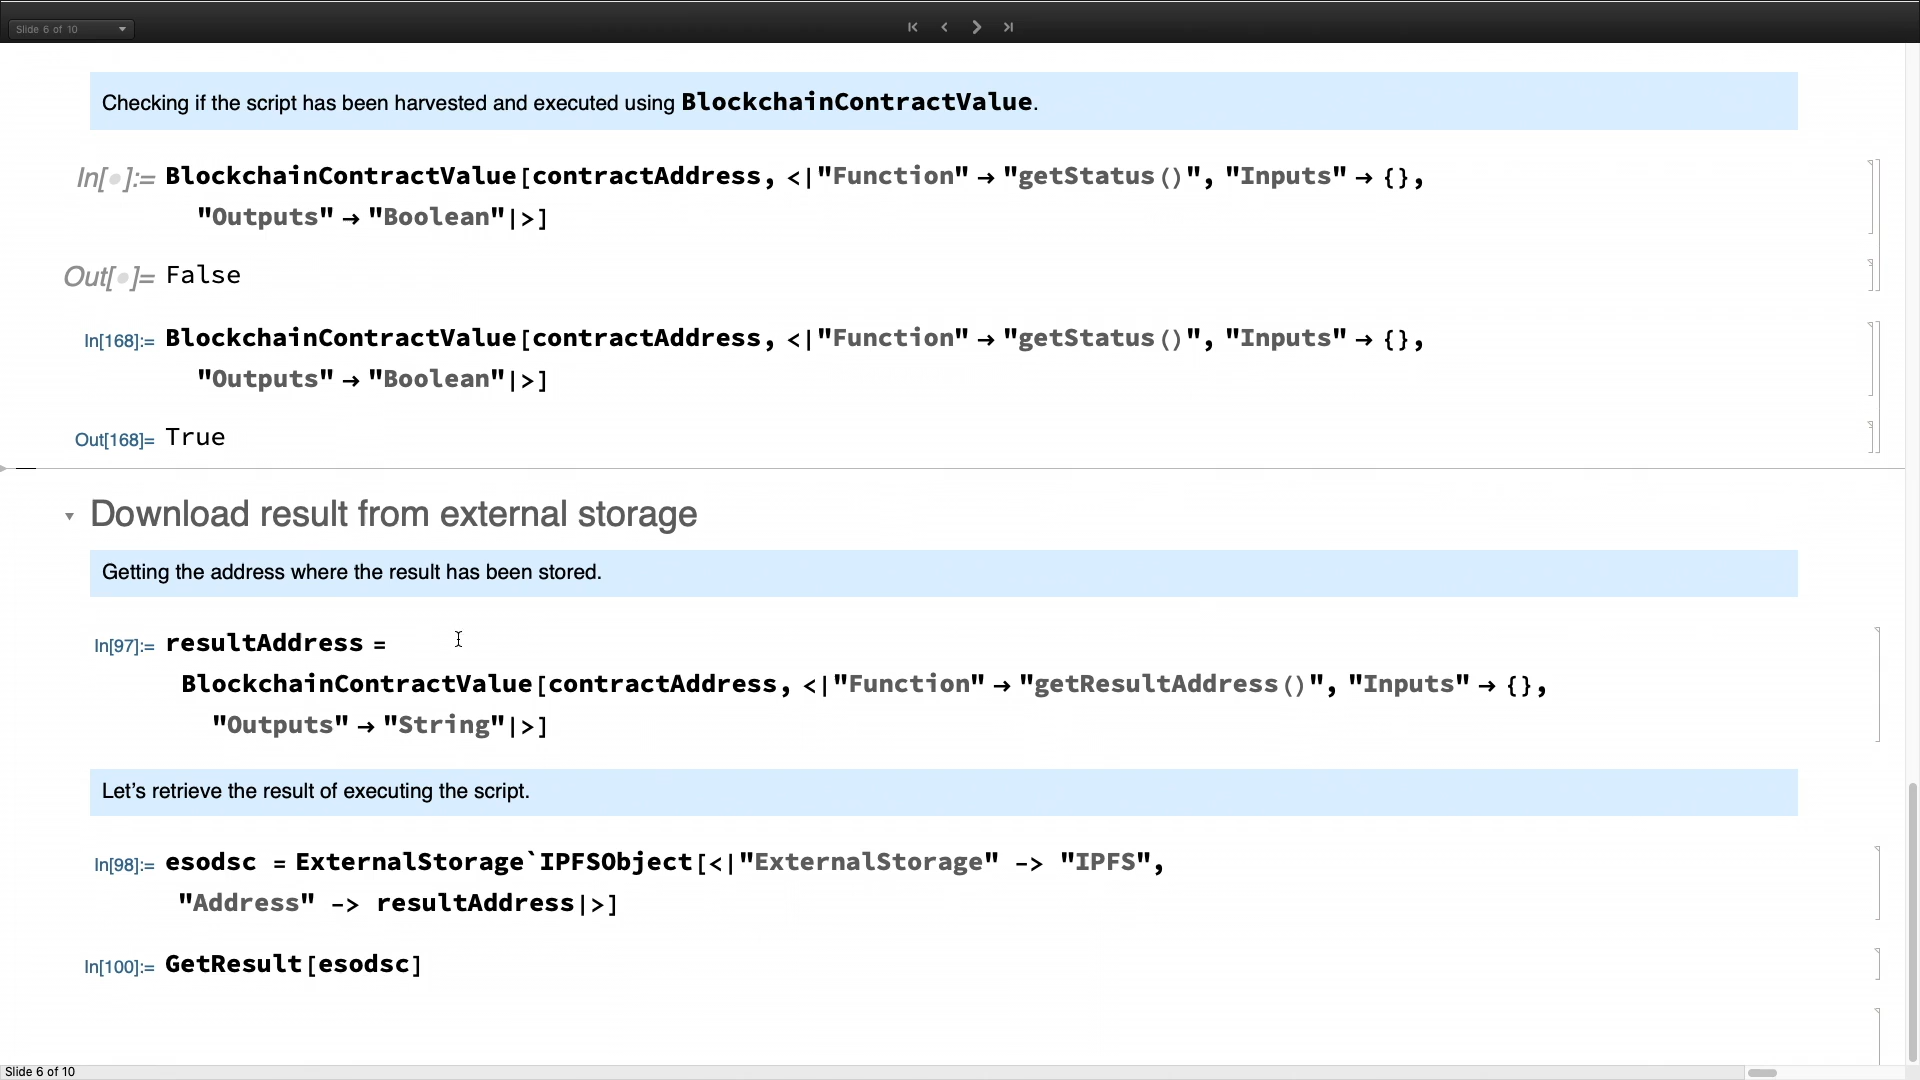 Slide 6 of 10
Checking if the script has been harvested and executed using BlockchainContractValue.
In[•]:= BlockchainContractValue[contractAddress, <|"Function" → "getStatus()", "Inputs" → {},
"Outputs" → "Boolean"|>]
Out[•]= False
In[168]:= BlockchainContractValue[contractAddress, <|"Function" → "getStatus()", "Inputs" → {},
"Outputs" → "Boolean"|>]
Out[168]= True
Download result from external storage
Getting the address where the result has been stored.
In[97]:= resultAddress =
BlockchainContractValue[contractAddress, <|"Function" → "getResultAddress()", "Inputs" → {},
"Outputs" → "String"|>]
Let's retrieve the result of executing the script.
In[98]:= esodsc = ExternalStorage`IPFSObject[<|"ExternalStorage" -> "IPFS",
"Address" -> resultAddress|>]
In[100]:= GetResult[esodsc]
Slide 6 of 10